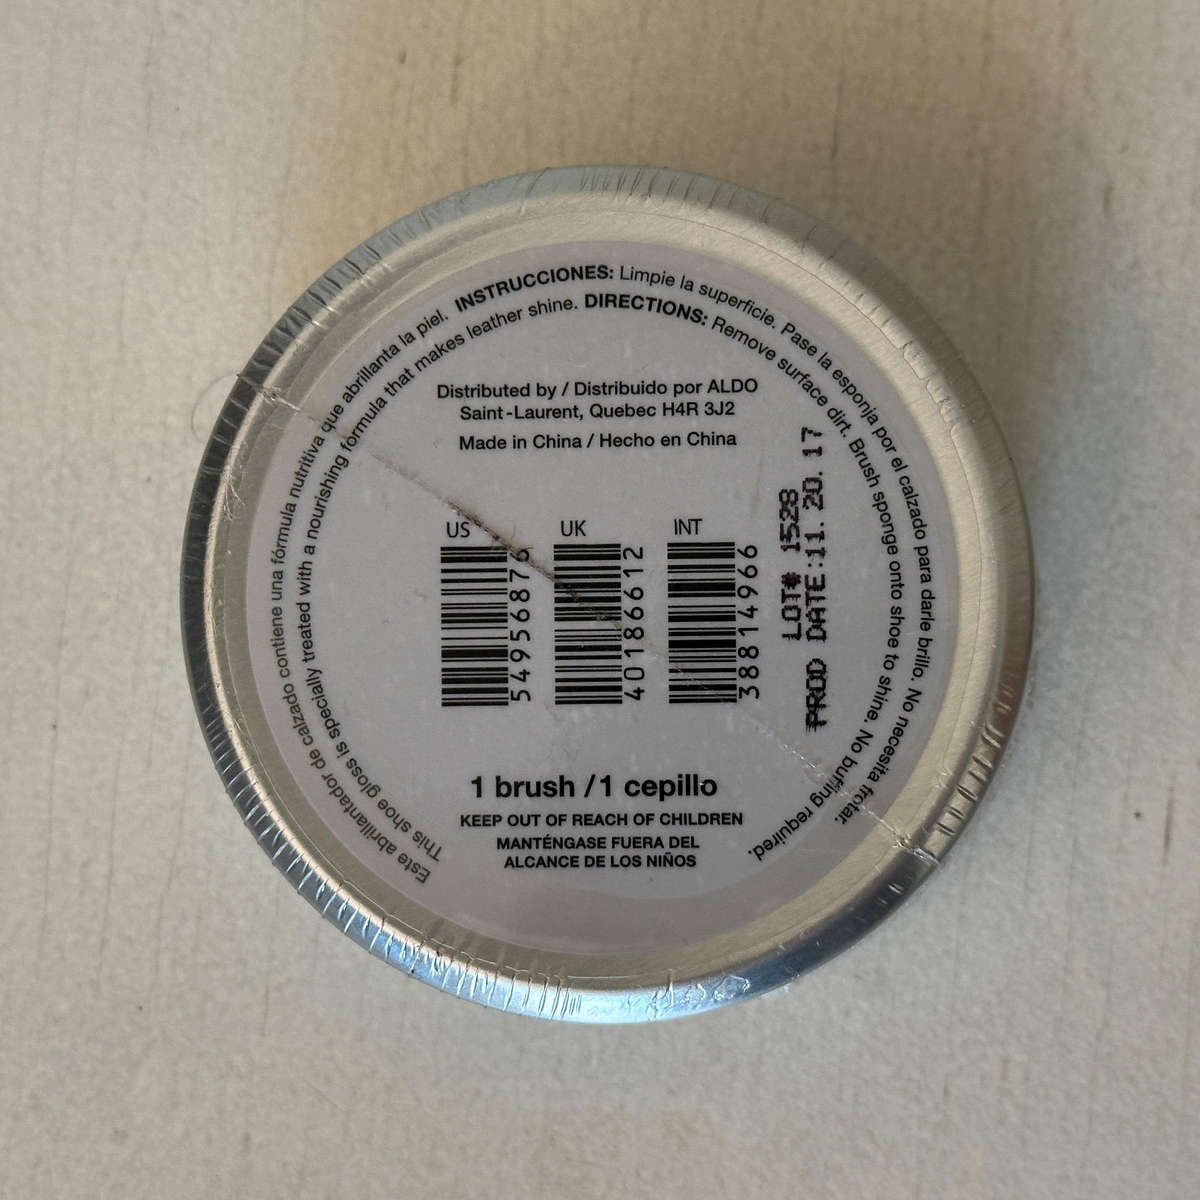 Este abrillantador de calzado contiene una fórmula nutritiva que abrillanta la piel. INSTRUCCIONES: Limpie la superficie. Pase la esponja por el calzado para darle brillo. No necesita frotar.
This shoe gloss is specially treated with a nourishing formula that makes leather shine. DIRECTIONS: Remove surface dirt. Brush sponge onto shoe to shine. No buffing required.
Distributed by / Distribuido por ALDO
Saint-Laurent, Quebec H4R 3J2
Made in China / Hecho en China
US
54956876
UK
40186612
INT
38814966
LOT# 1528
PROD DATE:11. 20. 17
1 brush / 1 cepillo
KEEP OUT OF REACH OF CHILDREN
MANTÉNGASE FUERA DEL
ALCANCE DE LOS NIÑOS